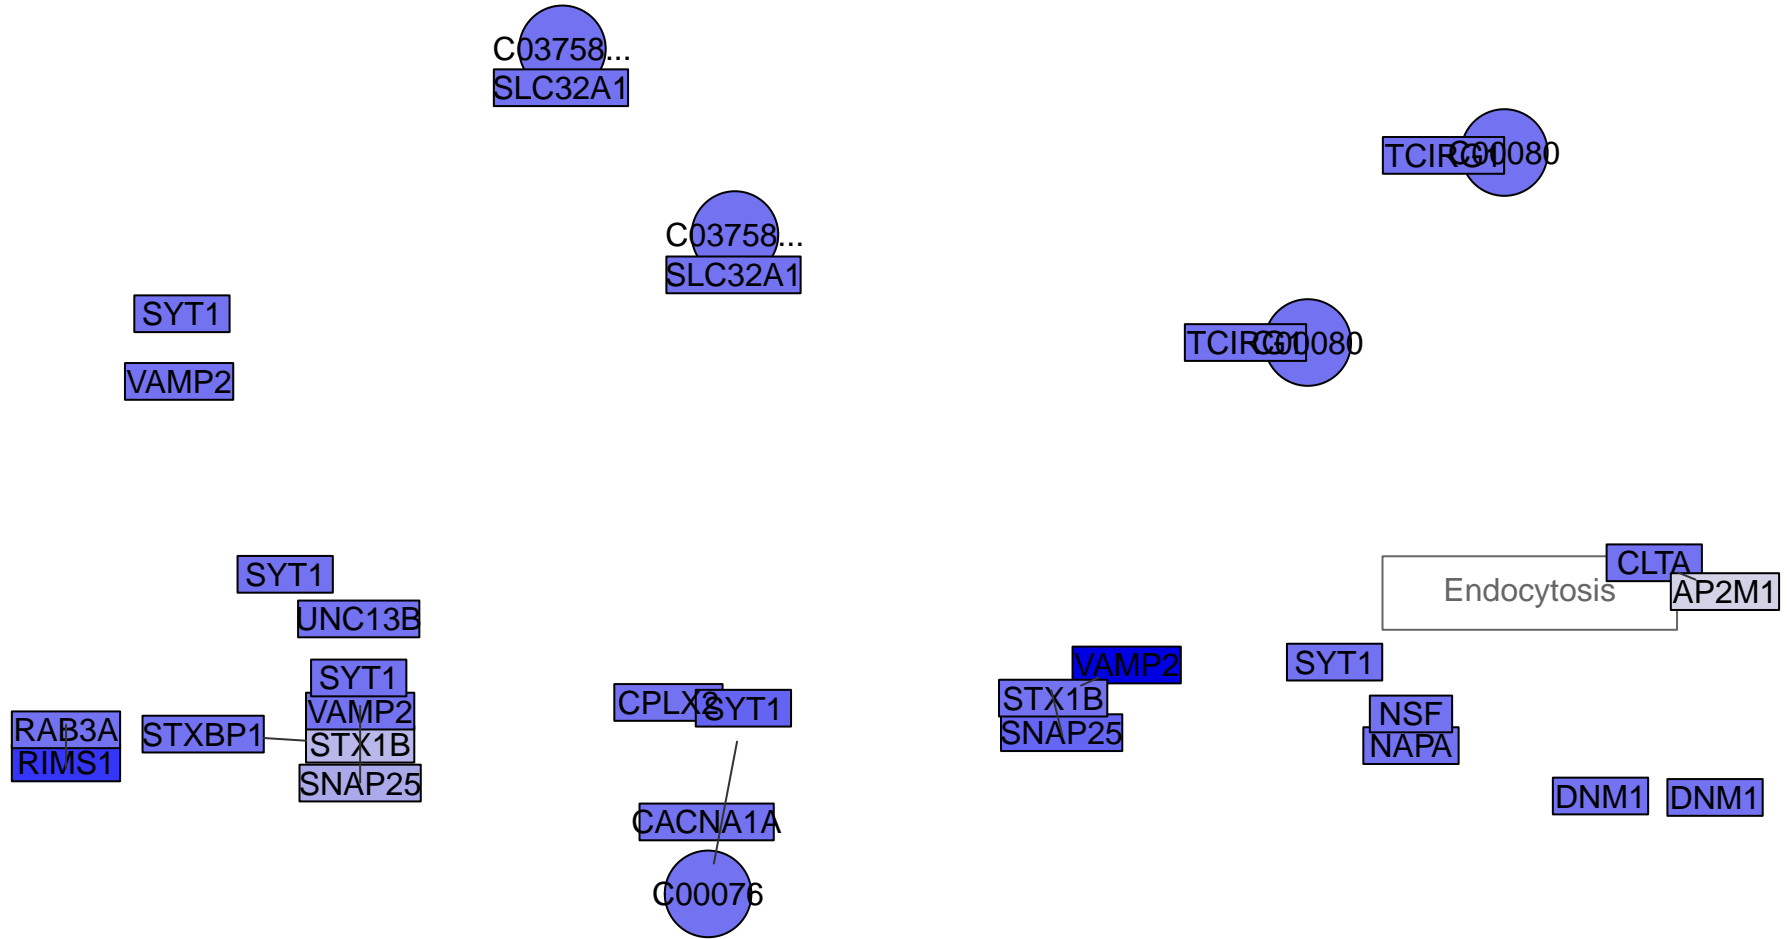 C03758...
SLC32A1
TCIRG1
C00080
C03758...
SLC32A1
SYT1
TCIRG1
C00080
VAMP2
SYT1
CLTA
Endocytosis
AP2M1
UNC13B
SYT1
VAMP2
SYT1
CPLX2
SYT1
STX1B
NSF
VAMP2
RAB3A
STXBP1
STX1B
SNAP25
NAPA
RIMS1
SNAP25
DNM1
DNM1
CACNA1A
C00076